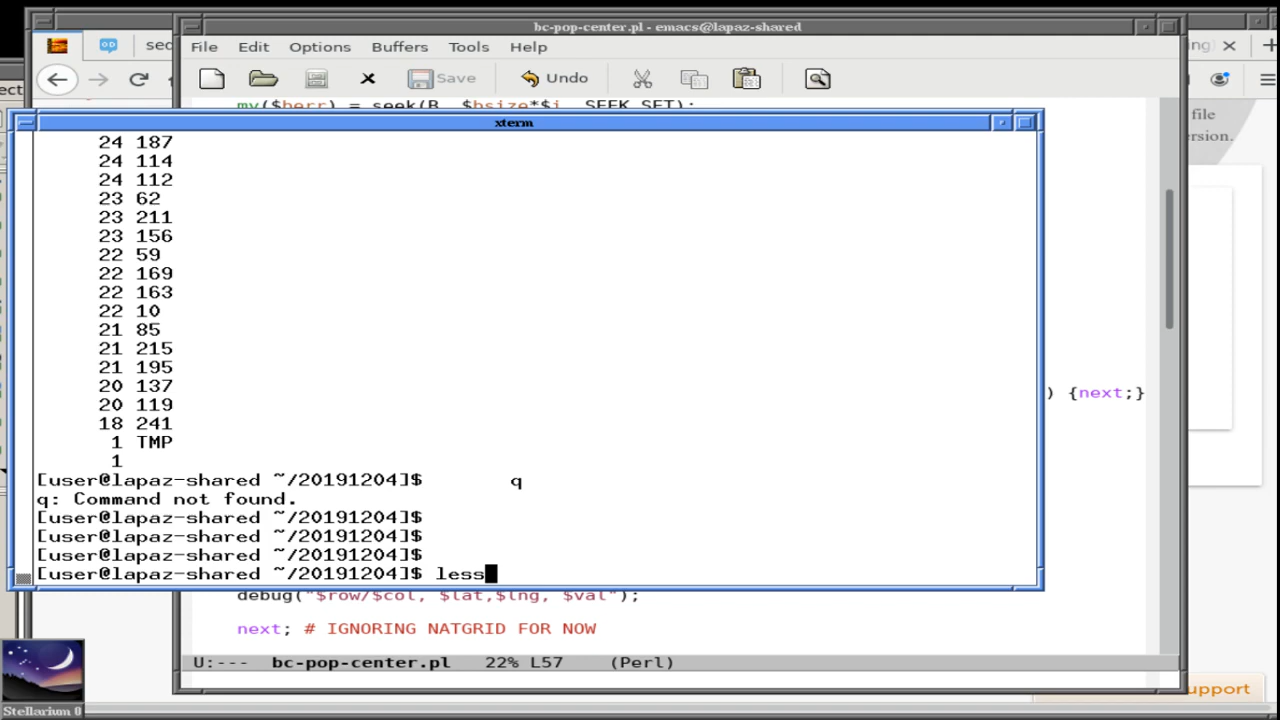 bc-pop-center.pl - emacs@lapaz-shared
File Edit Options Buffers Tools Help
Save Undo
my($berr) = seek(B, $bsize*$i, SEEK_SET);
xterm
24 187
24 114
24 112
23 62
23 211
23 156
22 59
22 169
22 163
22 10
21 85
21 215
21 195
20 137
20 119
18 241
1 TMP
1
[user@lapaz-shared ~/20191204]$ q
q: Command not found.
[user@lapaz-shared ~/20191204]$
[user@lapaz-shared ~/20191204]$
[user@lapaz-shared ~/20191204]$
[user@lapaz-shared ~/20191204]$ less
) {next;}
debug("$row/$col, $lat,$lng, $val");
next; # IGNORING NATGRID FOR NOW
U:--- bc-pop-center.pl 22% L57 (Perl)
file
Stellarium 0